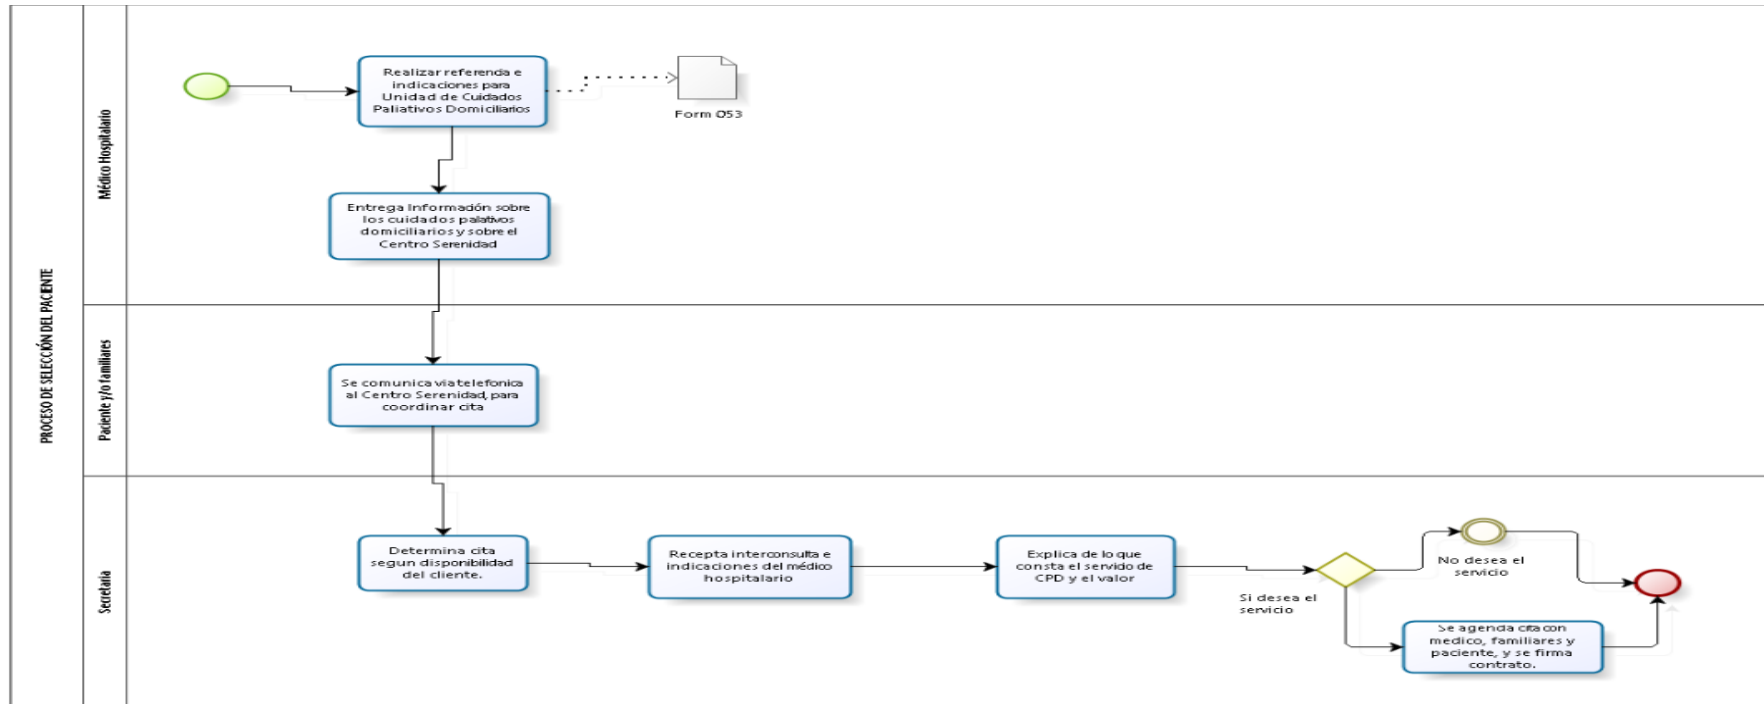 PROCESO DE SELECCIÓN DEL PACIENTE
Médico Hospitalario
Realizar referencia e
indicaciones para
Unidad de Cuidados
Paliativos Domiciliarios
Form 053
Entrega Información sobre
los cuidados palativos
domiciliarios y sobre el
Centro Serenidad
Paciente y/o familiares
Se comunica via telefonica
al Centro Serenidad, para
coordinar cita
Secretaria
Determina cita
segun disponibilidad
del cliente.
Recepta interconsulta e
indicaciones del médico
hospitalario
Explica de lo que
consta el servicio de
CPD y el valor
Si desea el
servicio
No desea el
servicio
Se agenda cita con
medico, familiares y
paciente, y se firma
contrato.